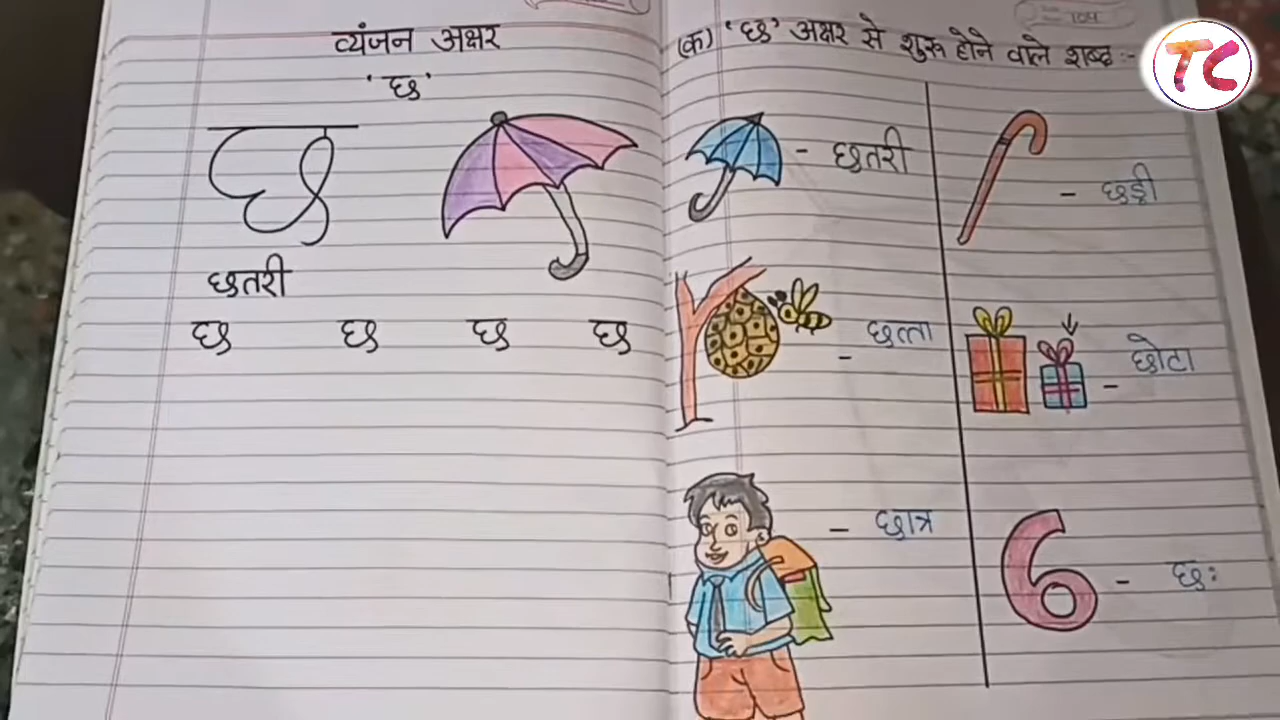 व्यंजन अक्षर
'छ'
छ
छतरी
छ छ छ छ
(क) 'छ' अक्षर से शुरू होने वाले शब्द :-
- छतरी
- छत्ता
- छात्र
- छड़ी
- छोटा
6 - छः
TC